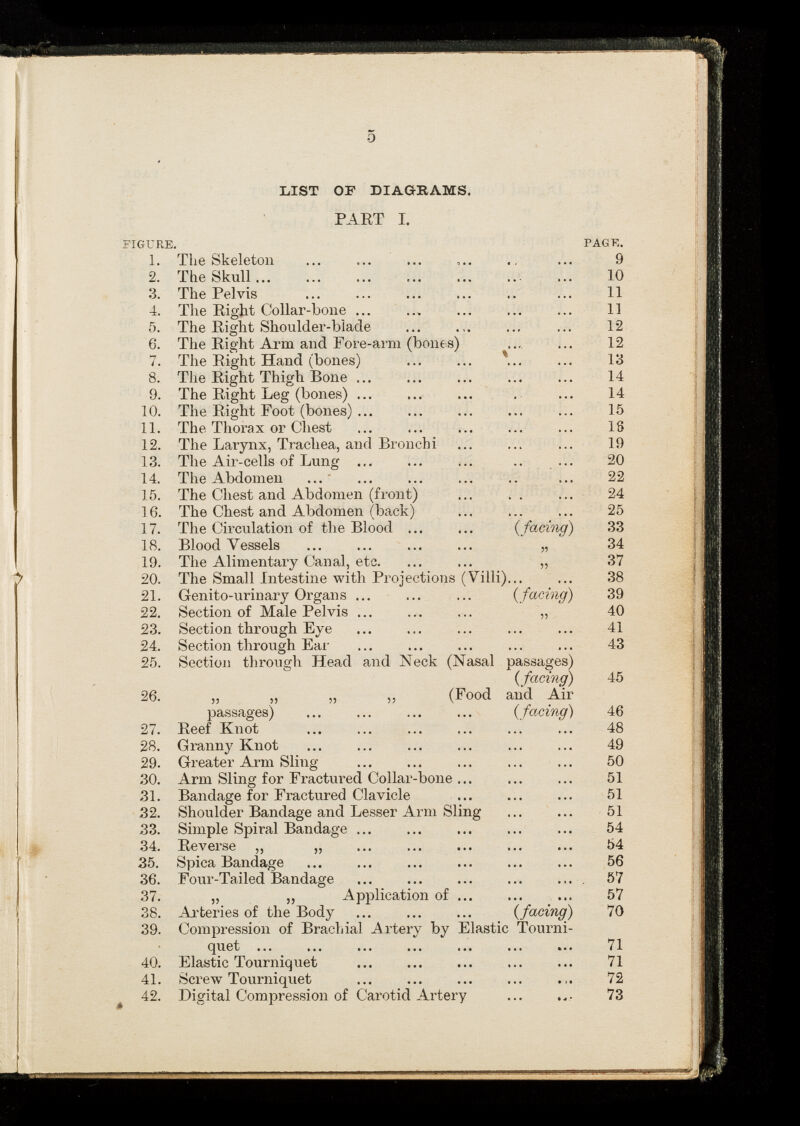 5
LIST OF DIAGRAMS.
PART I.
FIGURE. PAGE.
1. The Skeleton ... ... ... ... ... ... 9
2. The Skull ... ... ... ... ... ... ... 10
3. The Pelvis ... ... ... ... .. ... 11
4. The Right Collar-bone ... ... ... ... ... 11
5. The Right Shoulder-blade ... ... ... ... 12
6. The Right Arm and Fore-arm (bones) ... ... 12
7. The Right Hand (bones) ... ... ... ... 13
8. The Right Thigh Bone ... ... ... ... ... 14
9. The Right Leg (bones) ... ... ... . ... 14
10. The Right Foot (bones) ... ... ... ... ... 15
11. The Thorax or Chest ... ... ... ... ... 18
12. The Larynx, Trachea, and Bronchi ... ... ... 19
13. The Air-cells of Lung ... ... ... .. ... 20
14. The Abdomen ... ... ... ... .. ... 22
15. The Chest and Abdomen (front) ... .. ... 24
16. The Chest and Abdomen (back) ... ... ... 25
17. The Circulation of the Blood ... ... (facing) 33
18. Blood Vessels ... ... ... ... „ 34
19. The Alimentary Canal, etc. ... ... „ 37
20. The Small Intestine with Projections (Villi)... ... 38
21. Genito-urinary Organs ... ... ... (facing) 39
22. Section of Male Pelvis ... ... ... „ 40
23. Section through Eye ... ... ... ... ... 41
24. Section through Ear ... ... ... ... ... 43
25. Section through Head and Neck (Nasal passages)
(facing) 45
26. „ „ „ „ (Food and Air
passages) ... ... ... ... (facing) 46
27. Reef Knot ... ... ... ... ... ... 48
28. Granny Knot ... ... ... ... ... ... 49
29. Greater Arm Sling ... ... ... ... ... 50
30. Arm Sling for Fractured Collar-bone ... ... ... 51
31. Bandage for Fractured Clavicle ... ... ... 51
32. Shoulder Bandage and Lesser Arm Sling ... ... 51
33. Simple Spiral Bandage ... ... ... ... ... 54
34. Reverse „ „ ... ... ... ... ... 54
35. Spica Bandage ... ... ... ... ... ... 56
36. Four-Tailed Bandage ... ... ... ... ... 57
37. „ „ Application of ... ... ... 57
38. Arteries of the Body ... ... ... (facing) 70
39. Compression of Brachial Artery by Elastic Tourni-
quet ... ... ... ... ... ... ... 71
40. Elastic Tourniquet ... ... ... ... ... 71
41. Screw Tourniquet ... ... ... ... ... 72
42. Digital Compression of Carotid Artery ... ... 73